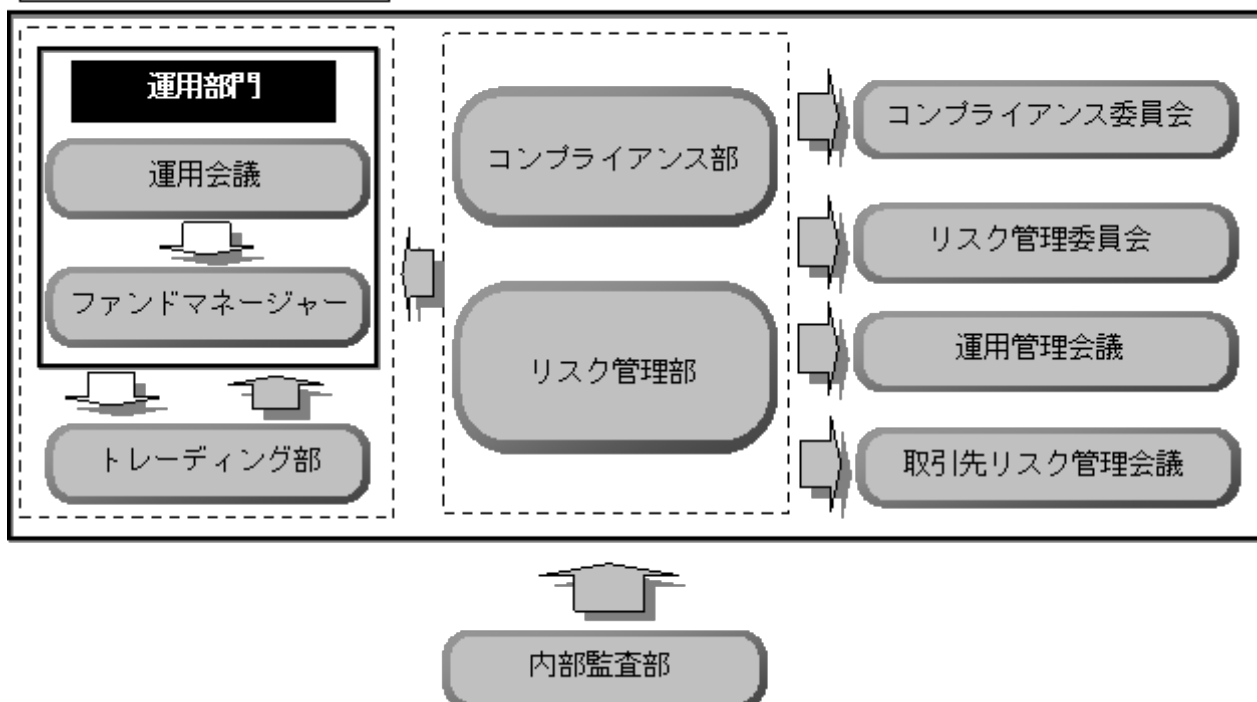 運用部門
運用会議
ファンドマネージャー
トレーディング部
コンプライアンス部
リスク管理部
コンプライアンス委員会
リスク管理委員会
運用管理会議
取引先リスク管理会議
内部監査部